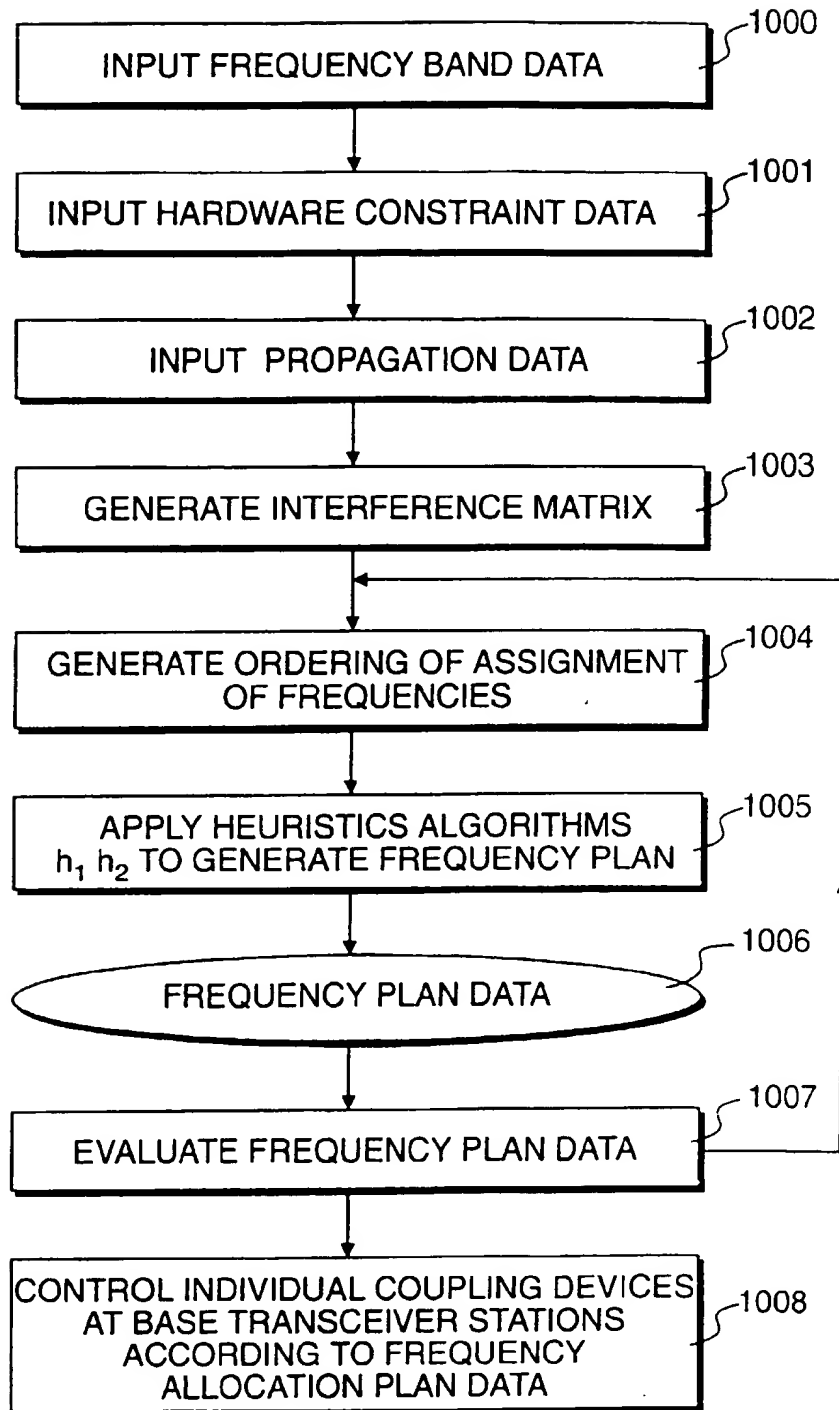 1000
INPUT FREQUENCY BAND DATA
1001
INPUT HARDWARE CONSTRAINT DATA
1002
INPUT PROPAGATION DATA
1003
GENERATE INTERFERENCE MATRIX
1004
GENERATE ORDERING OF ASSIGNMENT
OF FREQUENCIES
1005
APPLY HEURISTICS ALGORITHMS
h₁ h₂ TO GENERATE FREQUENCY PLAN
1006
FREQUENCY PLAN DATA
1007
EVALUATE FREQUENCY PLAN DATA
1008
CONTROL INDIVIDUAL COUPLING DEVICES
AT BASE TRANSCEIVER STATIONS
ACCORDING TO FREQUENCY
ALLOCATION PLAN DATA